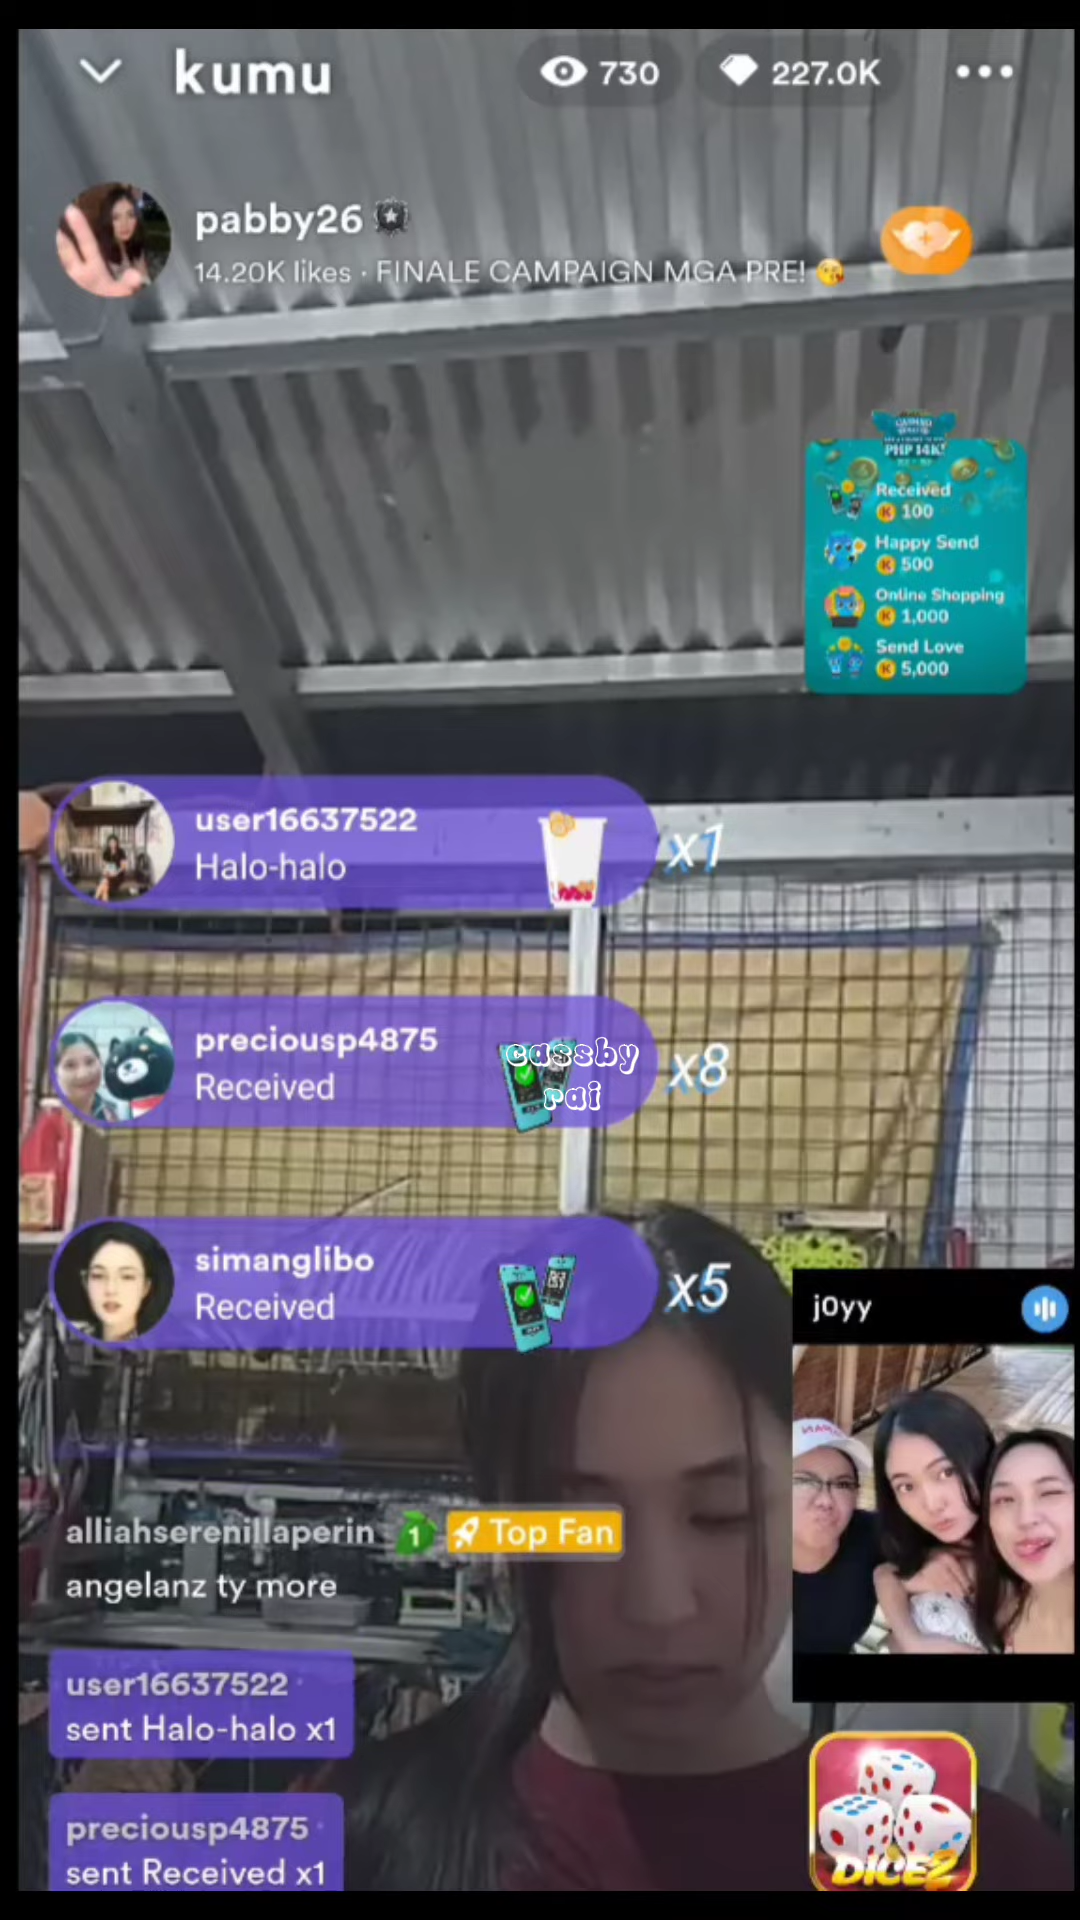 kumu
730
227.0K
pabby26
14.20K likes · FINALE CAMPAIGN MGA PRE! 😘
PHP 14K!
Received
100
Happy Send
500
Online Shopping
1,000
Send Love
5,000
user16637522
Halo-halo
x1
preciousp4875
Received
x8
cassby
rai
simanglibo
Received
x5
j0yy
alliahserenillaperin 1 Top Fan
angelanz ty more
user16637522
sent Halo-halo x1
preciousp4875
sent Received x1
DICE2